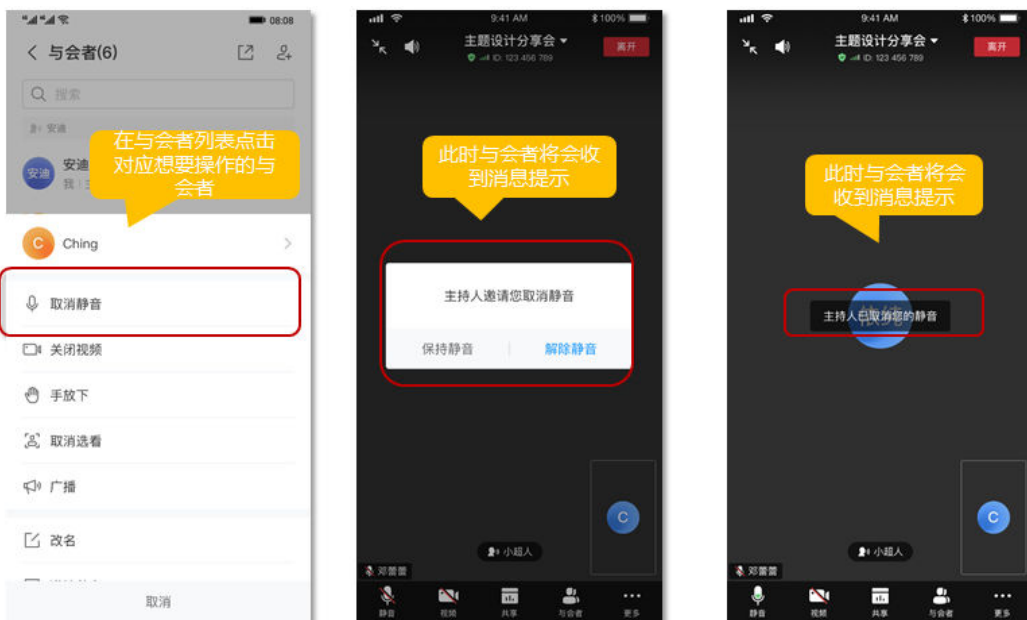 08:08
与会者(6)
搜索
安迪
在与会者列表点击
对应想要操作的与
会者
安迪
安迪
我
C
Ching
取消静音
关闭视频
手放下
取消选看
广播
改名
取消
9:41 AM
100%
主题设计分享会
离开
ID: 123 456 789
此时与会者将会收
到消息提示
主持人邀请您取消静音
保持静音
解除静音
C
小超人
邓蕾蕾
静音
视频
共享
与会者
更多
9:41 AM
100%
主题设计分享会
离开
ID: 123 456 789
此时与会者将会
收到消息提示
主持人已取消您的静音
C
小超人
邓蕾蕾
静音
视频
共享
与会者
更多